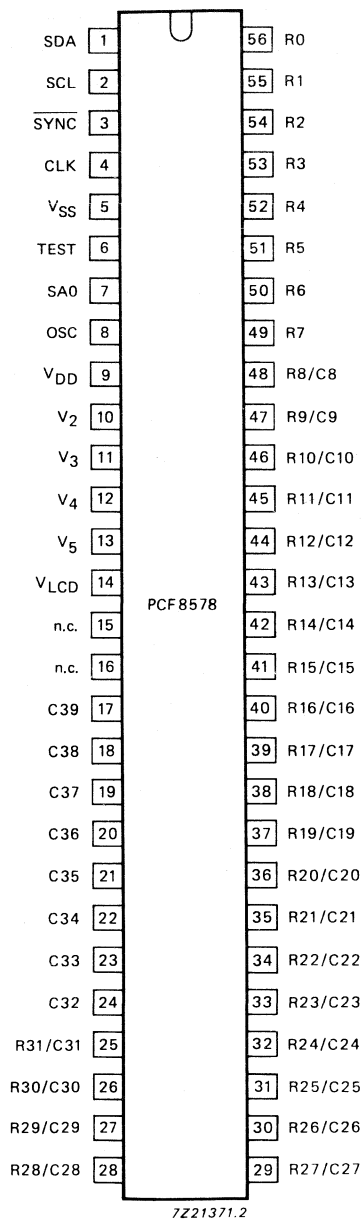 SDA 1 56 R0
SCL 2 55 R1
SYNC 3 54 R2
CLK 4 53 R3
VSS 5 52 R4
TEST 6 51 R5
SA0 7 50 R6
OSC 8 49 R7
VDD 9 48 R8/C8
V2 10 47 R9/C9
V3 11 46 R10/C10
V4 12 45 R11/C11
V5 13 44 R12/C12
VLCD 14 43 R13/C13
PCF8578
n.c. 15 42 R14/C14
n.c. 16 41 R15/C15
C39 17 40 R16/C16
C38 18 39 R17/C17
C37 19 38 R18/C18
C36 20 37 R19/C19
C35 21 36 R20/C20
C34 22 35 R21/C21
C33 23 34 R22/C22
C32 24 33 R23/C23
R31/C31 25 32 R24/C24
R30/C30 26 31 R25/C25
R29/C29 27 30 R26/C26
R28/C28 28 29 R27/C27
7Z21371.2